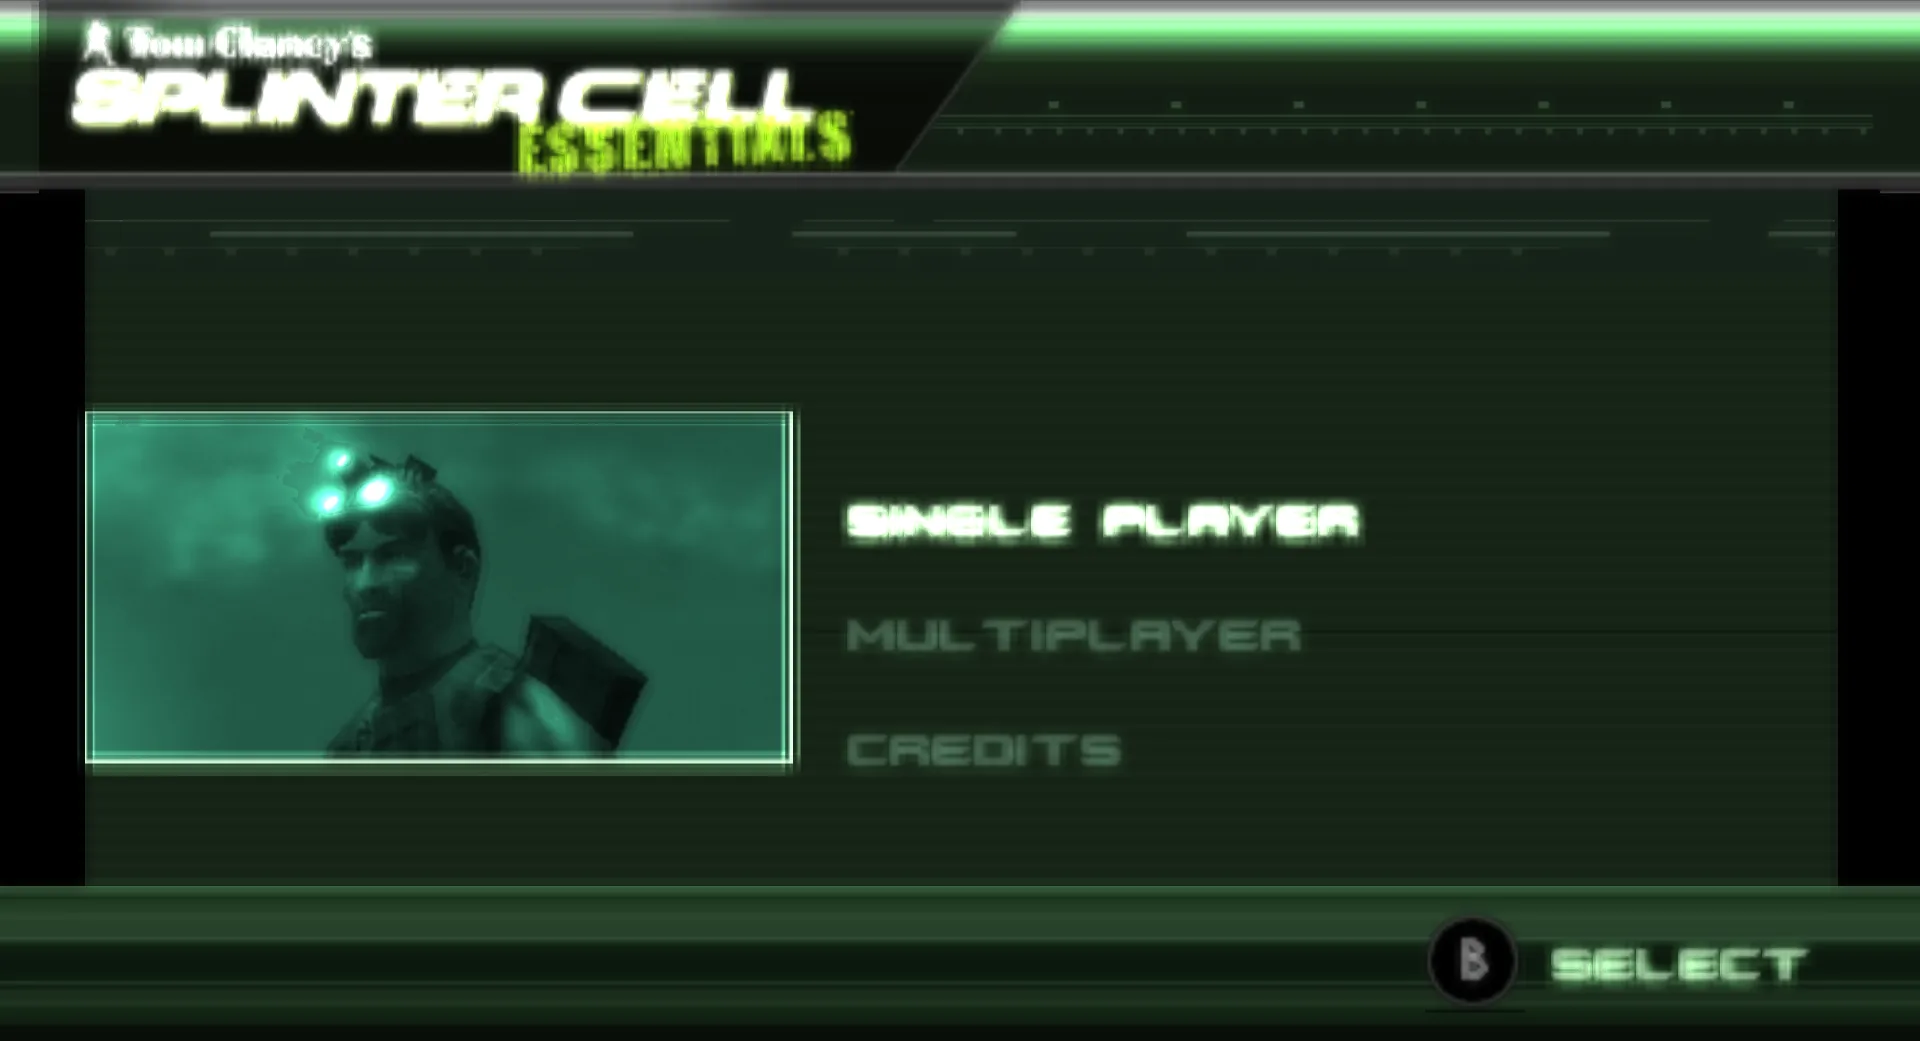 Tom Clancy's
SPLINTER CELL
ESSENTIALS
SINGLE PLAYER
MULTIPLAYER
CREDITS
B SELECT